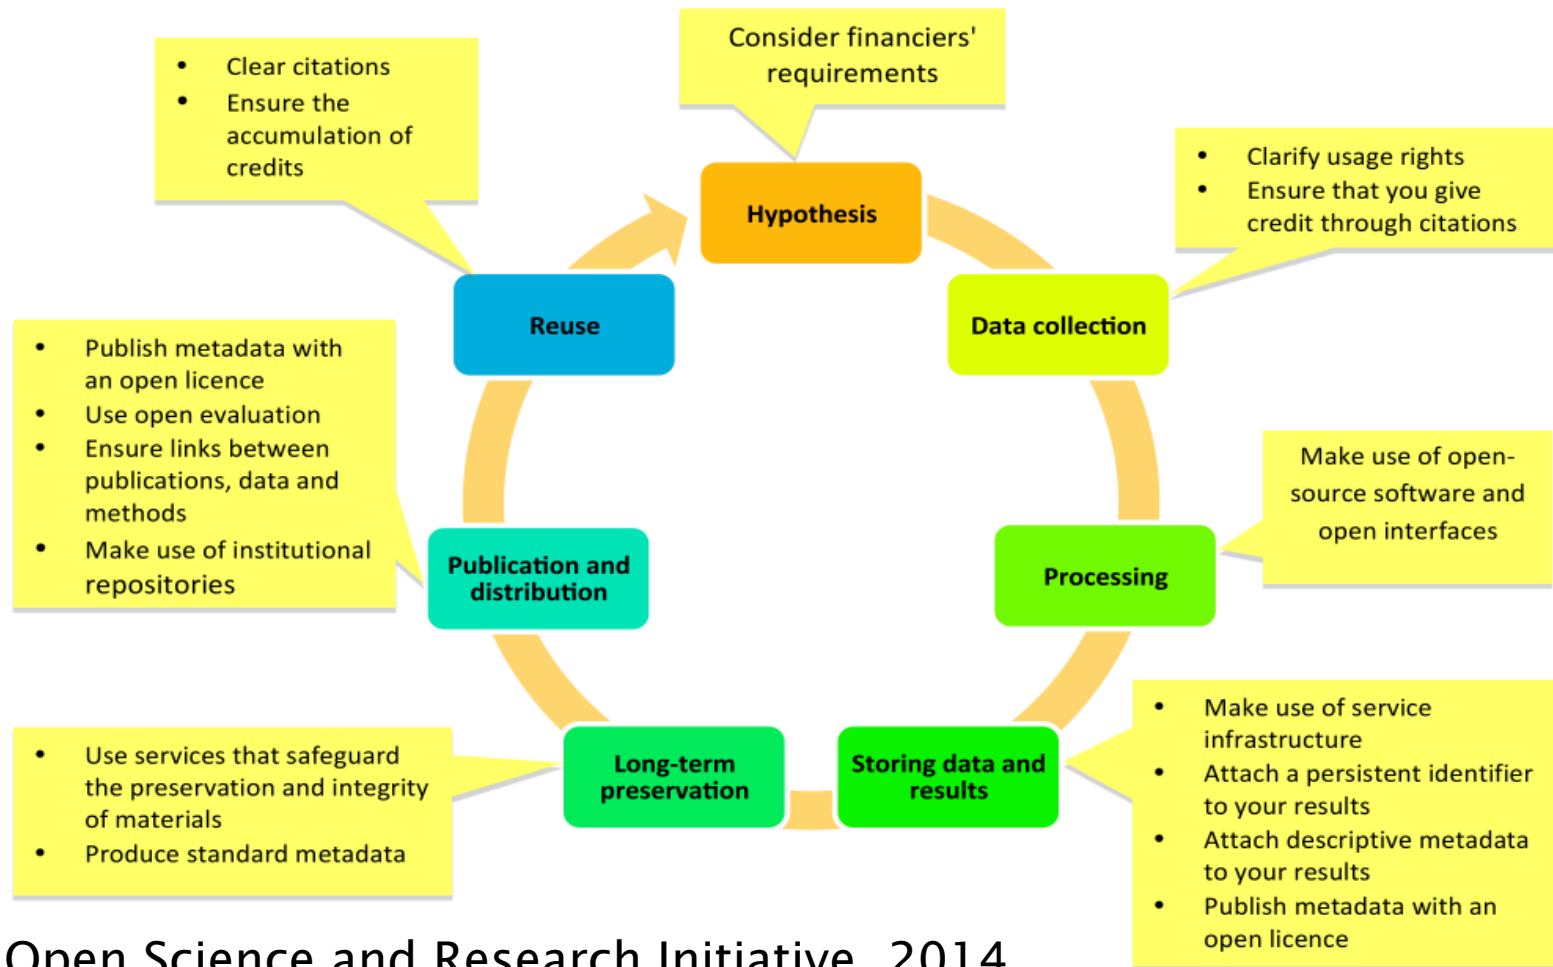 Consider financiers'
requirements
• Clear citations
• Ensure the
accumulation of
credits
• Clarify usage rights
• Ensure that you give
credit through citations
Hypothesis
Reuse
Data collection
• Publish metadata with
an open licence
• Use open evaluation
• Ensure links between
publications, data and
methods
• Make use of institutional
repositories
Make use of open-
source software and
open interfaces
Publication and
distribution
Processing
• Use services that safeguard
the preservation and integrity
of materials
• Produce standard metadata
Long-term
preservation
Storing data and
results
• Make use of service
infrastructure
• Attach a persistent identifier
to your results
• Attach descriptive metadata
to your results
• Publish metadata with an
open licence
Open Science and Research Initiative, 2014